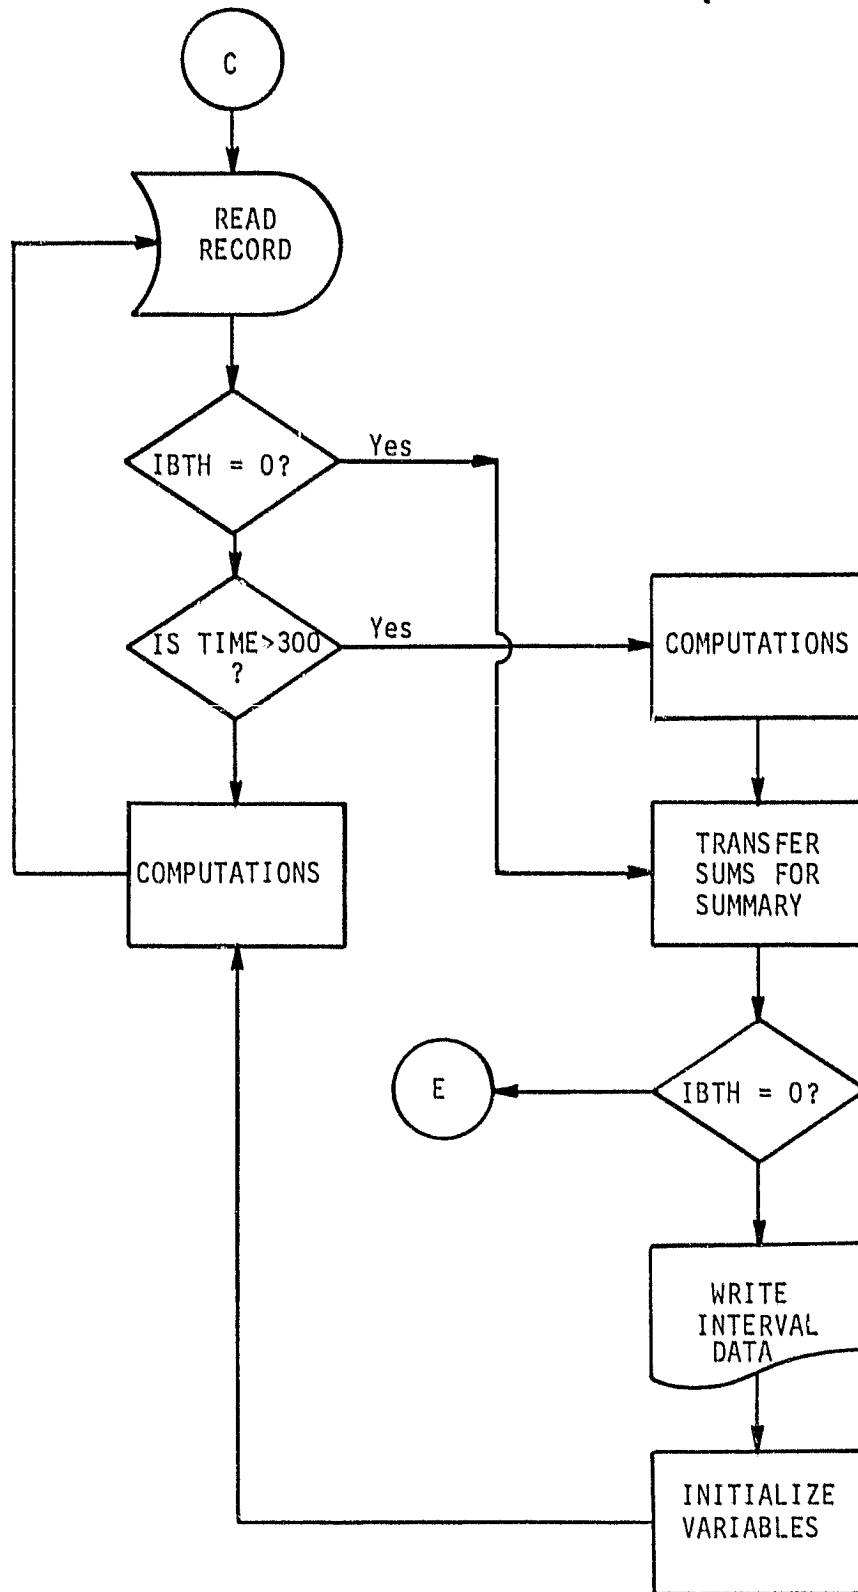 C
READ
RECORD
IBTH = 0?
Yes
IS TIME>300
?
Yes
COMPUTATIONS
COMPUTATIONS
TRANSFER
SUMS FOR
SUMMARY
E
IBTH = 0?
WRITE
INTERVAL
DATA
INITIALIZE
VARIABLES